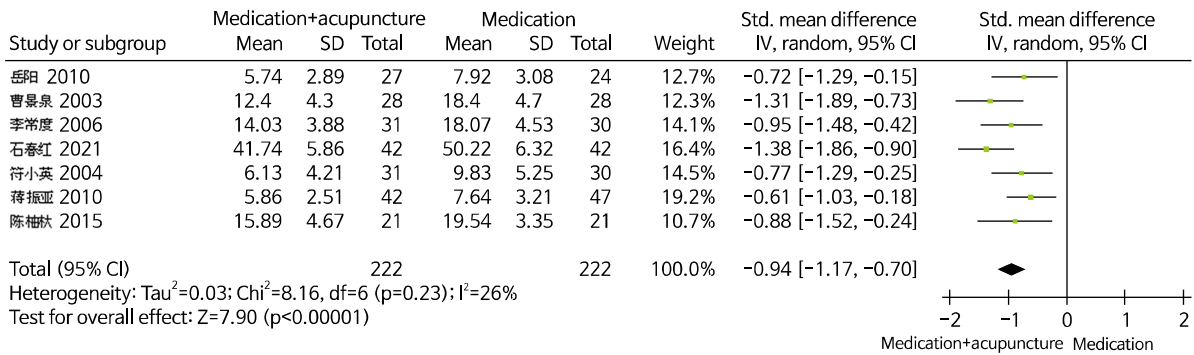 Medication+acupuncture Medication Std. mean difference Std. mean difference
Study or subgroup Mean SD Total Mean SD Total Weight IV, random, 95% CI IV, random, 95% CI
岳阳 2010 5.74 2.89 27 7.92 3.08 24 12.7% −0.72 [−1.29, −0.15]
曹景泉 2003 12.4 4.3 28 18.4 4.7 28 12.3% −1.31 [−1.89, −0.73]
李常度 2006 14.03 3.88 31 18.07 4.53 30 14.1% −0.95 [−1.48, −0.42]
石春红 2021 41.74 5.86 42 50.22 6.32 42 16.4% −1.38 [−1.86, −0.90]
符小英 2004 6.13 4.21 31 9.83 5.25 30 14.5% −0.77 [−1.29, −0.25]
蒋振亚 2010 5.86 2.51 42 7.64 3.21 47 19.2% −0.61 [−1.03, −0.18]
2015 15.89 4.67 21 19.54 3.35 21 10.7% −0.88 [−1.52, −0.24]
Total (95% CI) 222 222 100.0% −0.94 [−1.17, −0.70]
Heterogeneity: Tau²=0.03; Chi²=8.16, df=6 (p=0.23); I²=26%
Test for overall effect: Z=7.90 (p<0.00001)
−2 −1 0 1 2
Medication+acupuncture Medication